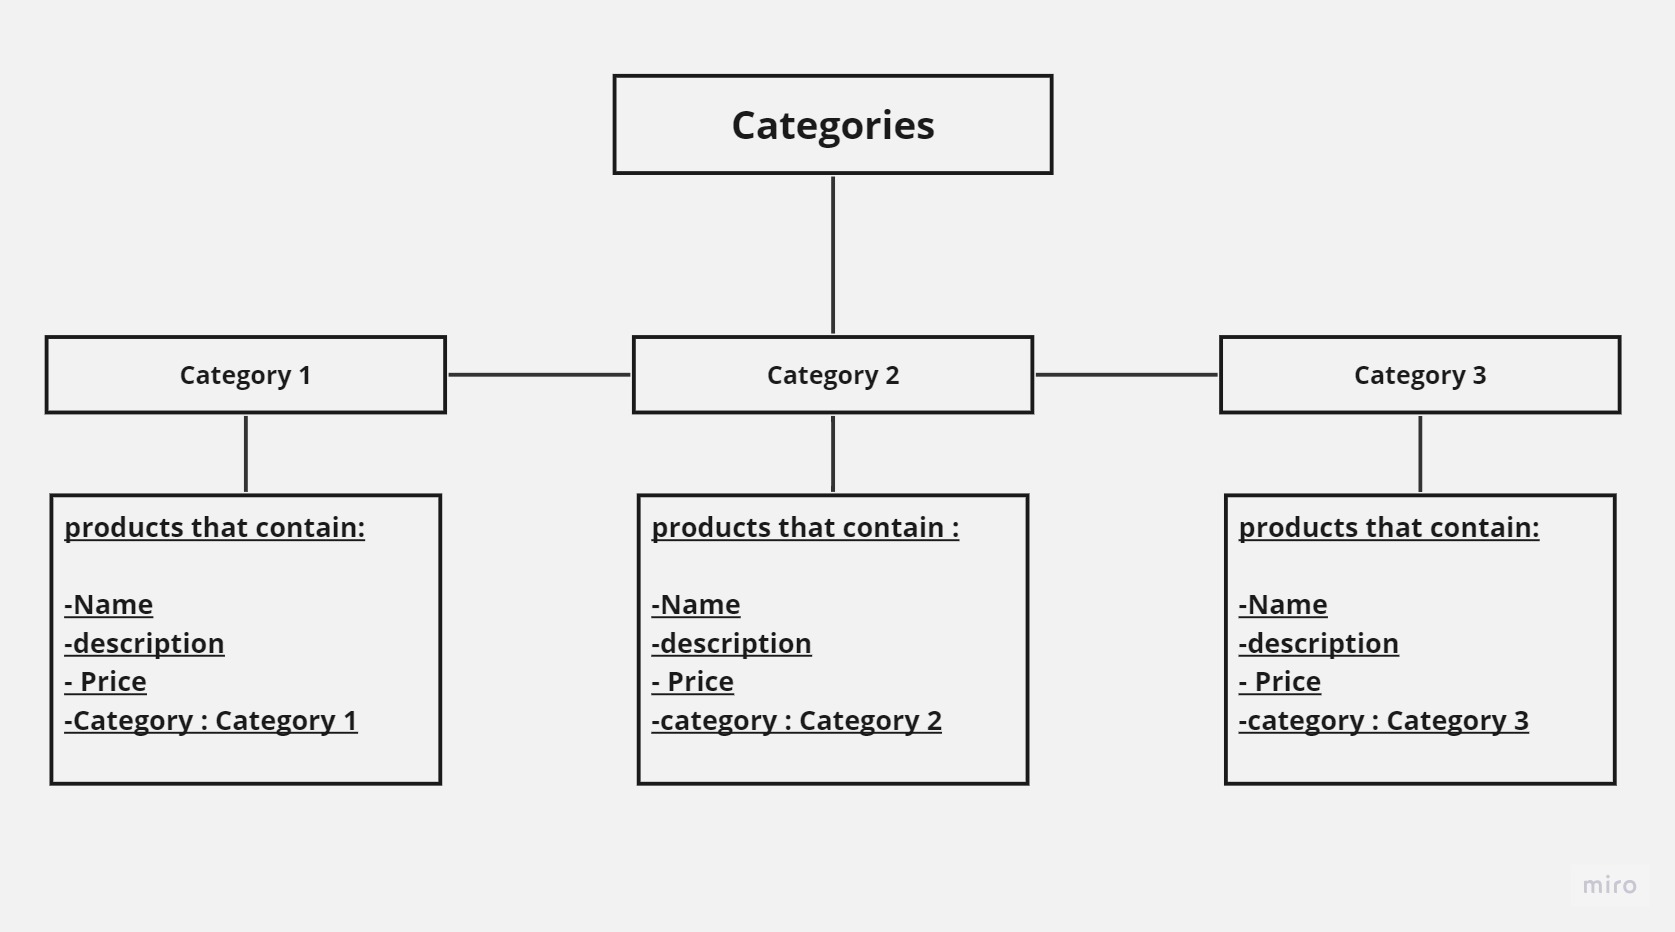 Categories
Category 1
Category 2
Category 3
products that contain:
-Name
-description
- Price
-Category : Category 1
products that contain :
-Name
-description
- Price
-category : Category 2
products that contain:
-Name
-description
- Price
-category : Category 3
miro